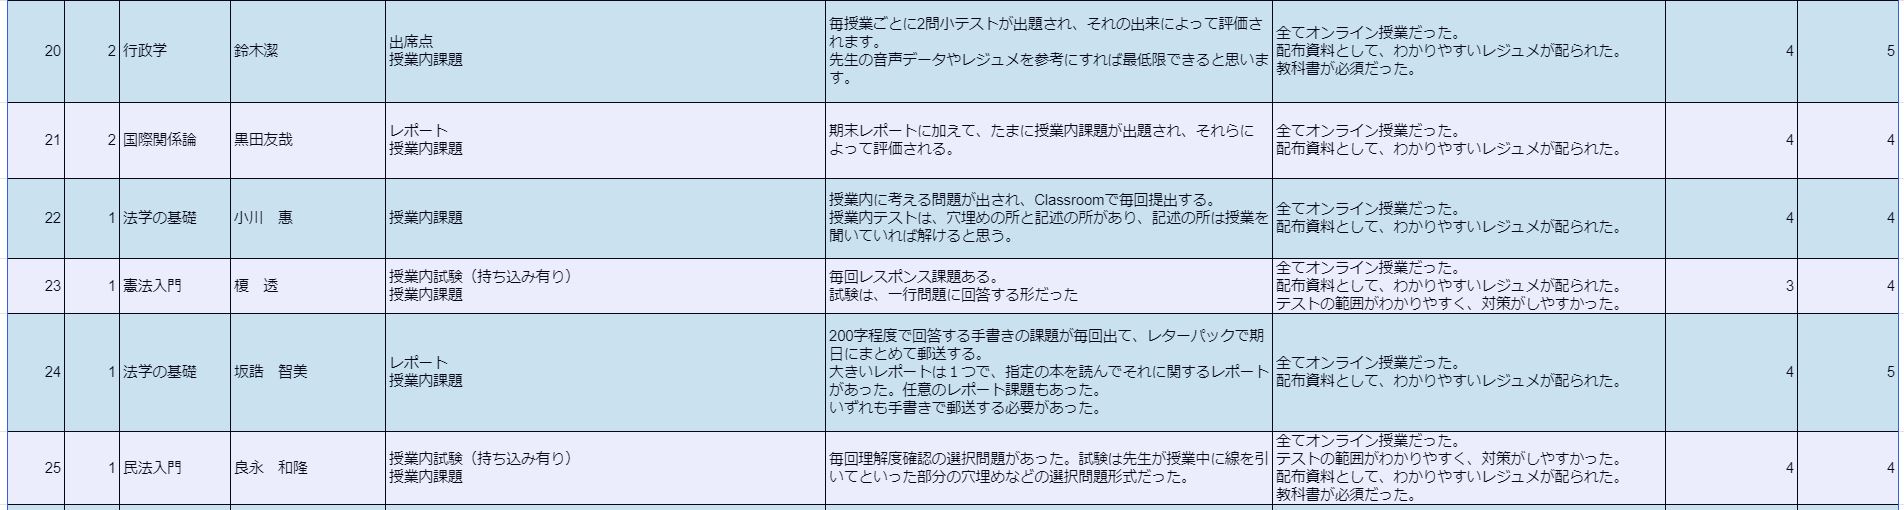 20 2 行政学 鈴木潔
出席点
授業内課題
毎授業ごとに2問小テストが出題され、それの出来によって評価さ
れます。
先生の音声データやレジュメを参考にすれば最低限できると思いま
す。
全てオンライン授業だった。
配布資料として、わかりやすいレジュメが配られた。
教科書が必須だった。
4 5
21 2 国際関係論 黒田友哉
レポート
授業内課題
期末レポートに加えて、たまに授業内課題が出題され、それらに
よって評価される。
全てオンライン授業だった。
配布資料として、わかりやすいレジュメが配られた。
4 4
22 1 法学の基礎 小川　惠
授業内課題
授業内に考える問題が出され、Classroomで毎回提出する。
授業内テストは、穴埋めの所と記述の所があり、記述の所は授業を
聞いていれば解けると思う。
全てオンライン授業だった。
配布資料として、わかりやすいレジュメが配られた。
4 4
23 1 憲法入門 榎　透
授業内試験（持ち込み有り）
授業内課題
毎回レスポンス課題ある。
試験は、一行問題に回答する形だった
全てオンライン授業だった。
配布資料として、わかりやすいレジュメが配られた。
テストの範囲がわかりやすく、対策がしやすかった。
3 4
24 1 法学の基礎 坂誥　智美
レポート
授業内課題
200字程度で回答する手書きの課題が毎回出て、レターパックで期
日にまとめて郵送する。
大きいレポートは１つで、指定の本を読んでそれに関するレポート
があった。任意のレポート課題もあった。
いずれも手書きで郵送する必要があった。
全てオンライン授業だった。
配布資料として、わかりやすいレジュメが配られた。
4 5
25 1 民法入門 良永　和隆
授業内試験（持ち込み有り）
授業内課題
毎回理解度確認の選択問題があった。試験は先生が授業中に線を引
いてといった部分の穴埋めなどの選択問題形式だった。
全てオンライン授業だった。
テストの範囲がわかりやすく、対策がしやすかった。
配布資料として、わかりやすいレジュメが配られた。
教科書が必須だった。
4 4